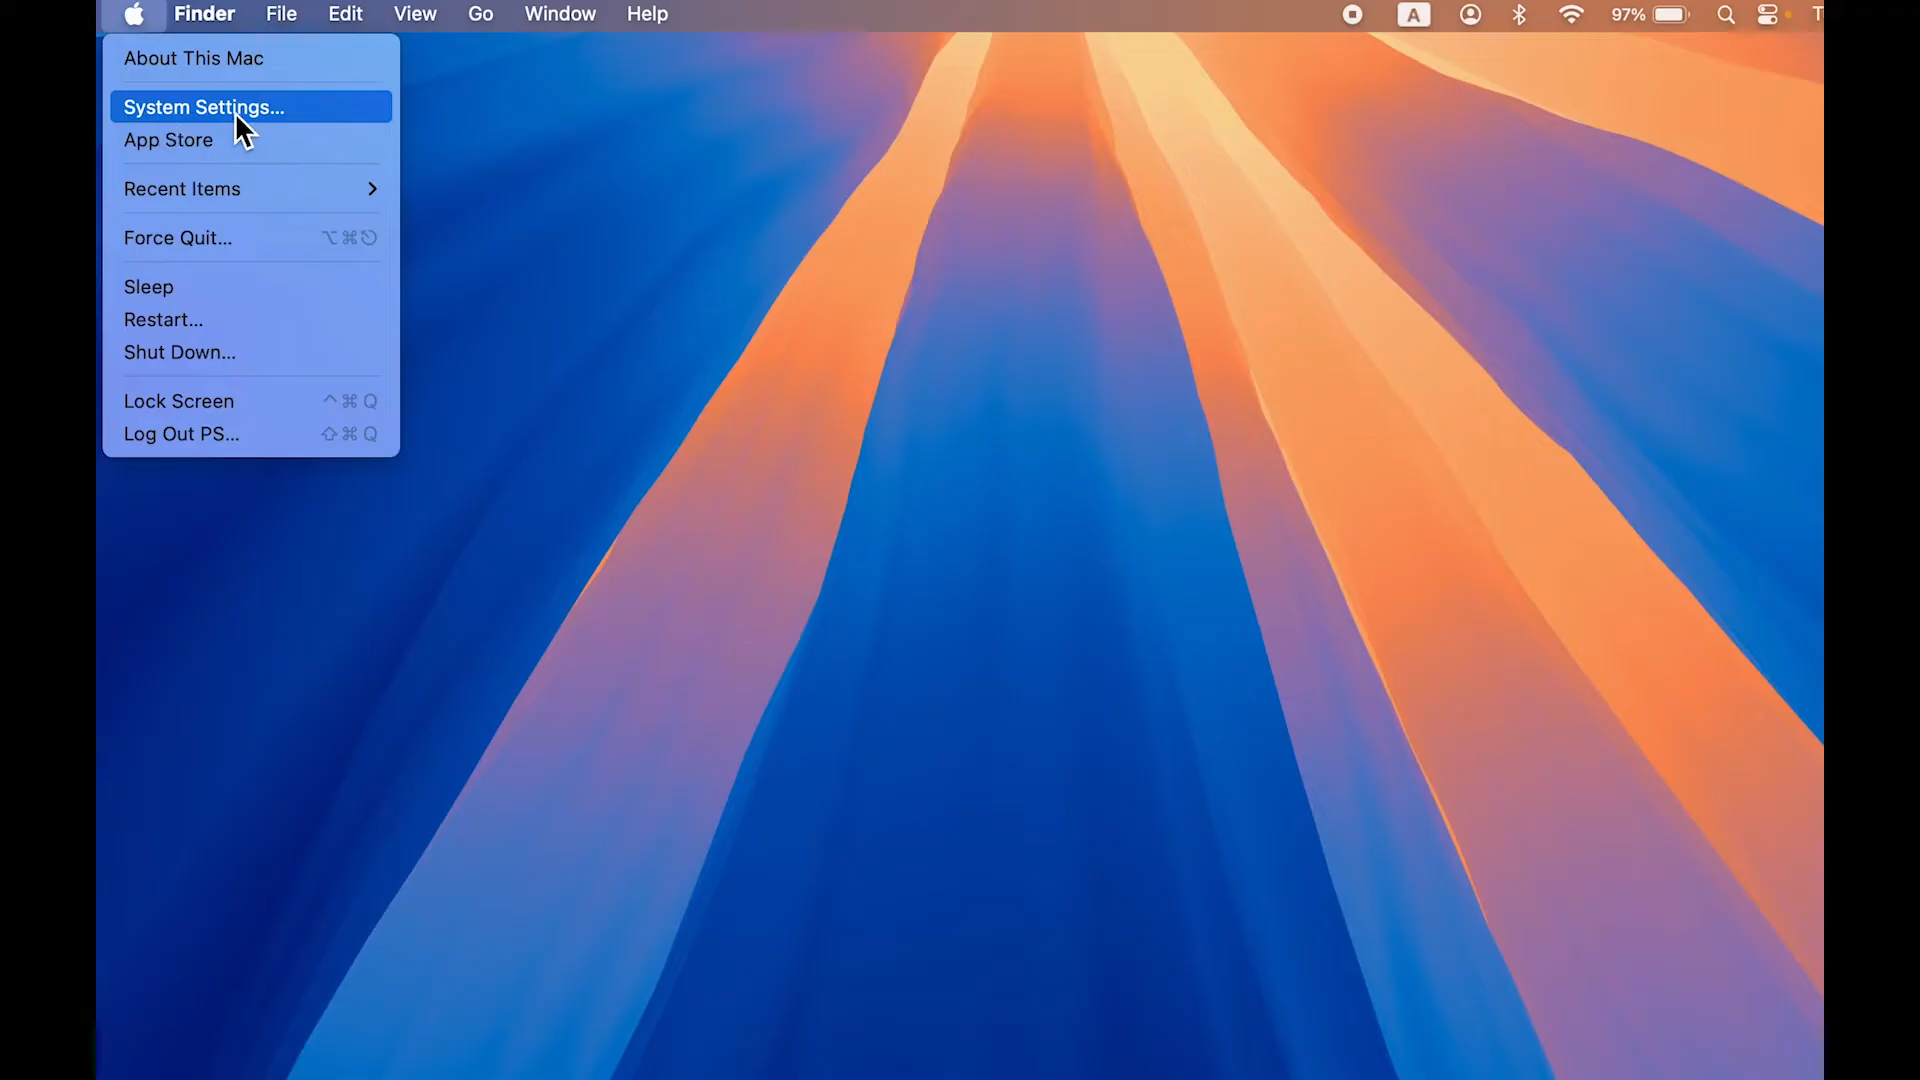 Finder File Edit View Go Window Help A 97%
About This Mac
System Settings...
App Store
Recent Items
Force Quit... ⌥⌘⎋
Sleep
Restart...
Shut Down...
Lock Screen ^⌘Q
Log Out PS... ⇧⌘Q